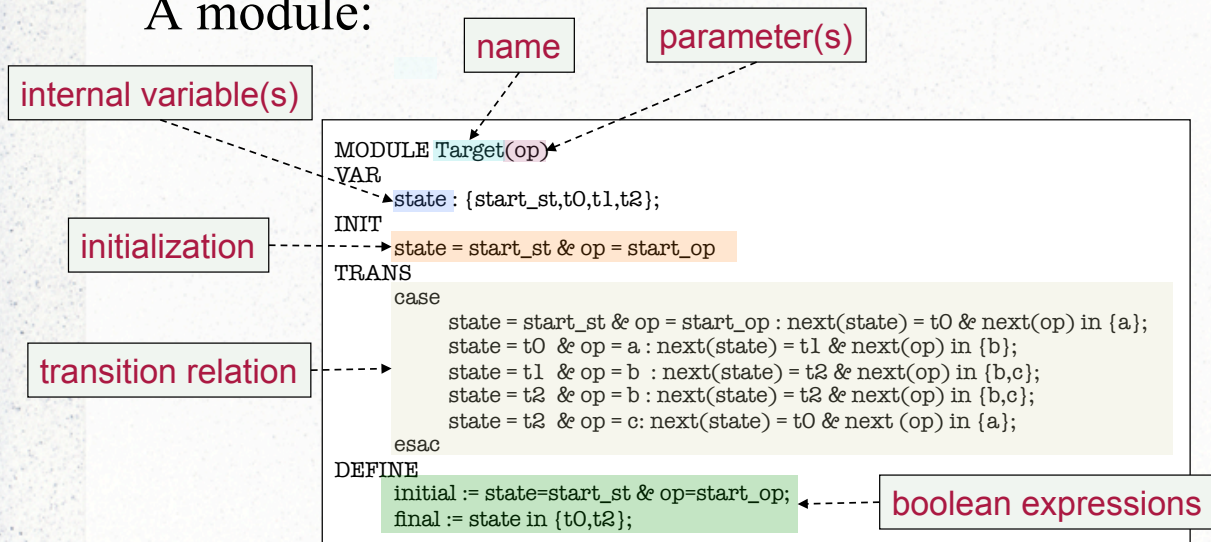 A module:
name
parameter(s)
internal variable(s)
MODULE Target(op)
VAR
state : {start_st,t0,t1,t2};
INIT
initialization
state = start_st & op = start_op
TRANS
case
state = start_st & op = start_op : next(state) = t0 & next(op) in {a};
state = t0 & op = a : next(state) = t1 & next(op) in {b};
transition relation
state = t1 & op = b : next(state) = t2 & next(op) in {b,c};
state = t2 & op = b : next(state) = t2 & next(op) in {b,c};
state = t2 & op = c: next(state) = t0 & next (op) in {a};
esac
DEFINE
initial := state=start_st & op=start_op;
final := state in {t0,t2};
boolean expressions